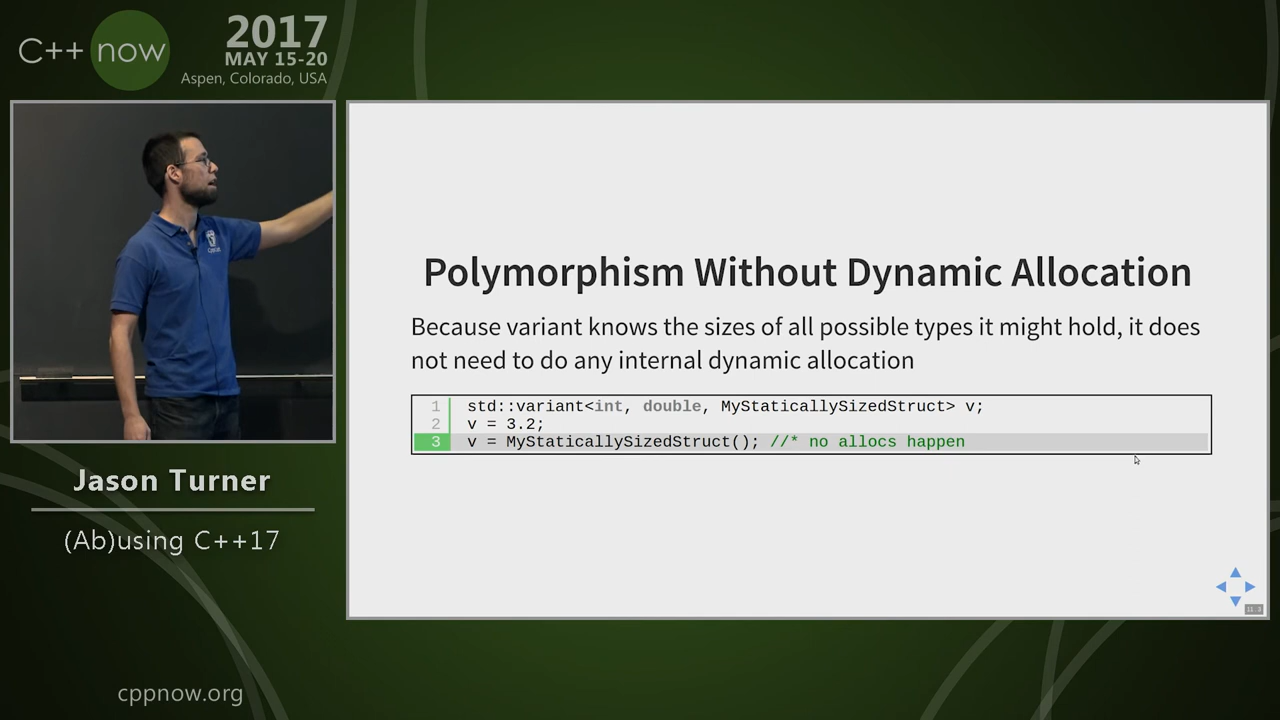 C++ now
2017
MAY 15-20
Aspen, Colorado, USA
Polymorphism Without Dynamic Allocation
Because variant knows the sizes of all possible types it might hold, it does
not need to do any internal dynamic allocation
1 std::variant<int, double, MyStaticallySizedStruct> v;
2 v = 3.2;
3 v = MyStaticallySizedStruct(); //* no allocs happen
Jason Turner
(Ab)using C++17
cppnow.org